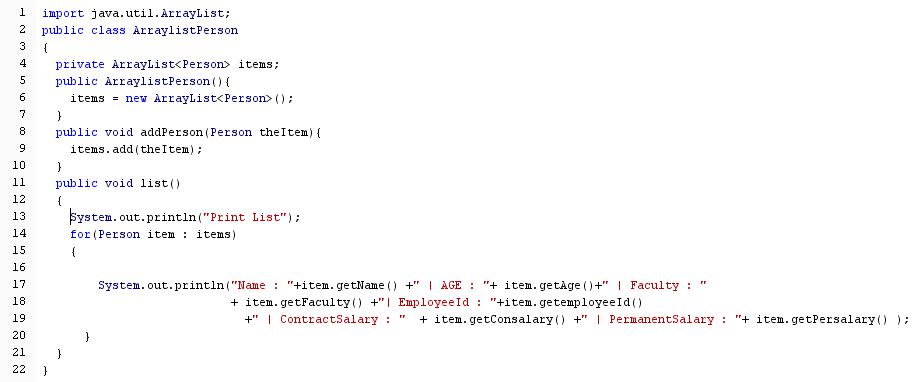 1 import java.util.ArrayList;
2 public class ArraylistPerson
3 {
4   private ArrayList<Person> items;
5   public ArraylistPerson(){
6     items = new ArrayList<Person>();
7   }
8   public void addPerson(Person theItem){
9     items.add(theItem);
10   }
11   public void list()
12   {
13     System.out.println("Print List");
14     for(Person item : items)
15     {
16
17         System.out.println("Name : "+item.getName() +" | AGE : "+ item.getAge()+" | Faculty : "
18                            + item.getFaculty() +"| EmployeeId : "+item.getemployeeId()
19                              +" | ContractSalary : "  + item.getConsalary() +" | PermanentSalary : "+ item.getPersalary() );
20       }
21   }
22 }